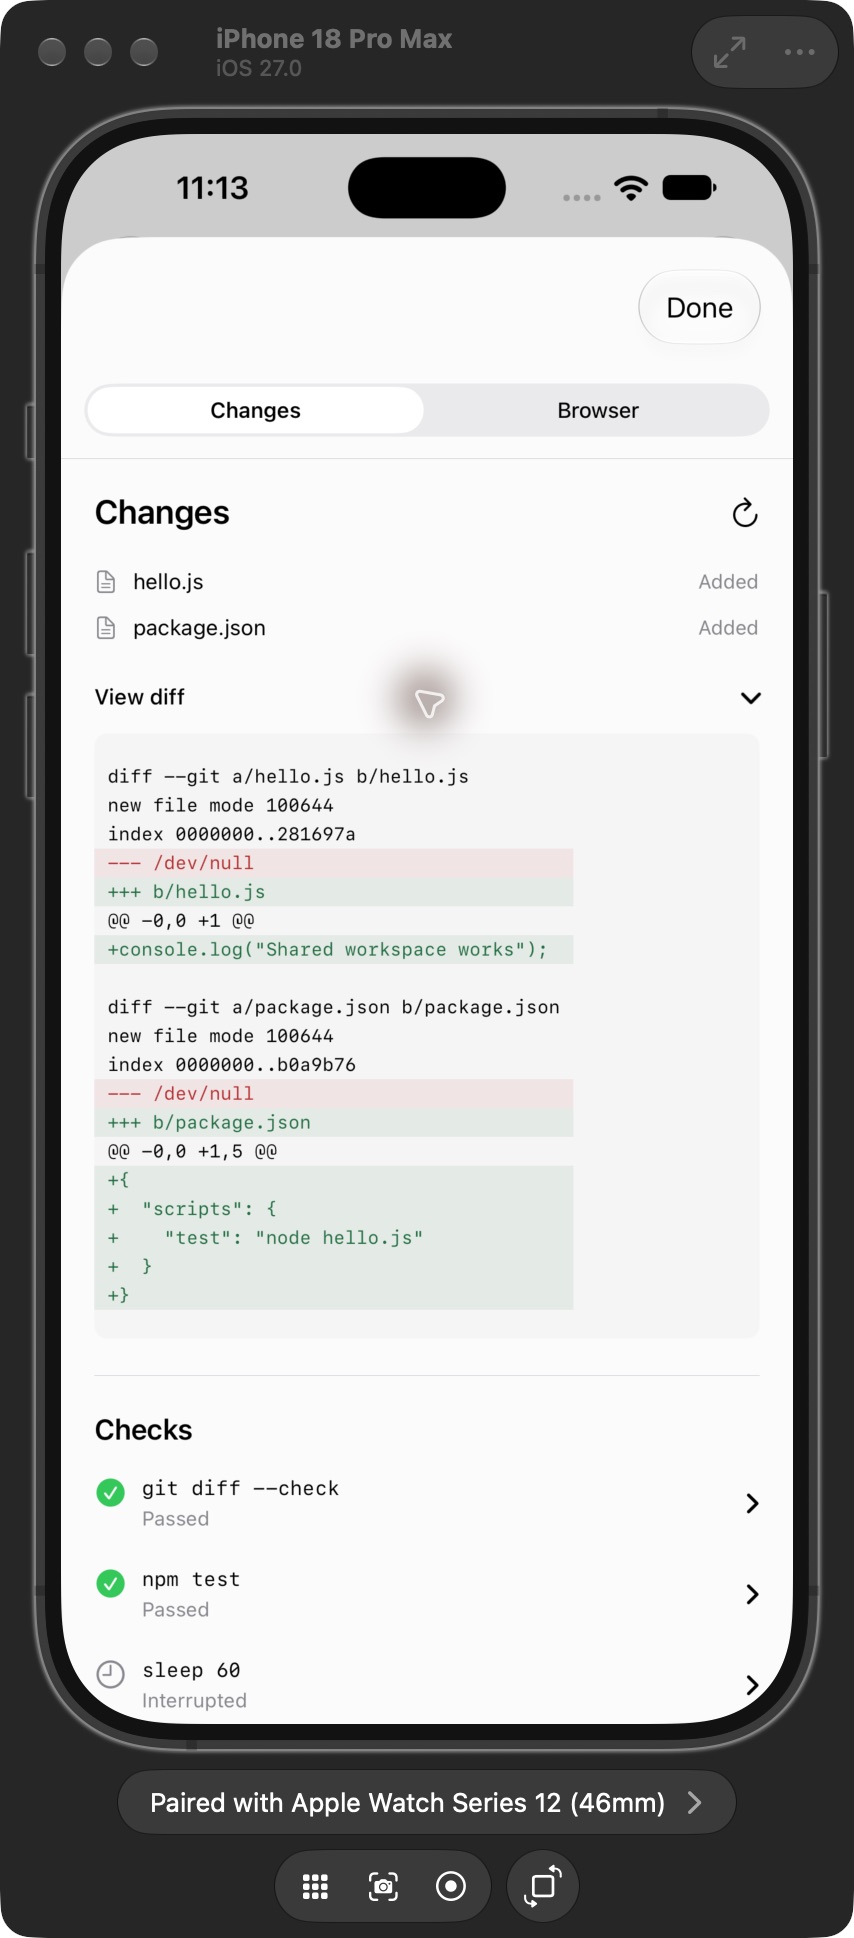 iPhone 18 Pro Max
iOS 27.0
11:13
Done
Changes
Browser
Changes
hello.js
Added
package.json
Added
View diff
diff --git a/hello.js b/hello.js
new file mode 100644
index 0000000..281697a
--- /dev/null
+++ b/hello.js
@@ -0,0 +1 @@
+console.log("Shared workspace works");
diff --git a/package.json b/package.json
new file mode 100644
index 0000000..b0a9b76
--- /dev/null
+++ b/package.json
@@ -0,0 +1,5 @@
+{
+  "scripts": {
+    "test": "node hello.js"
+  }
+}
Checks
git diff --check
Passed
npm test
Passed
sleep 60
Interrupted
Paired with Apple Watch Series 12 (46mm)